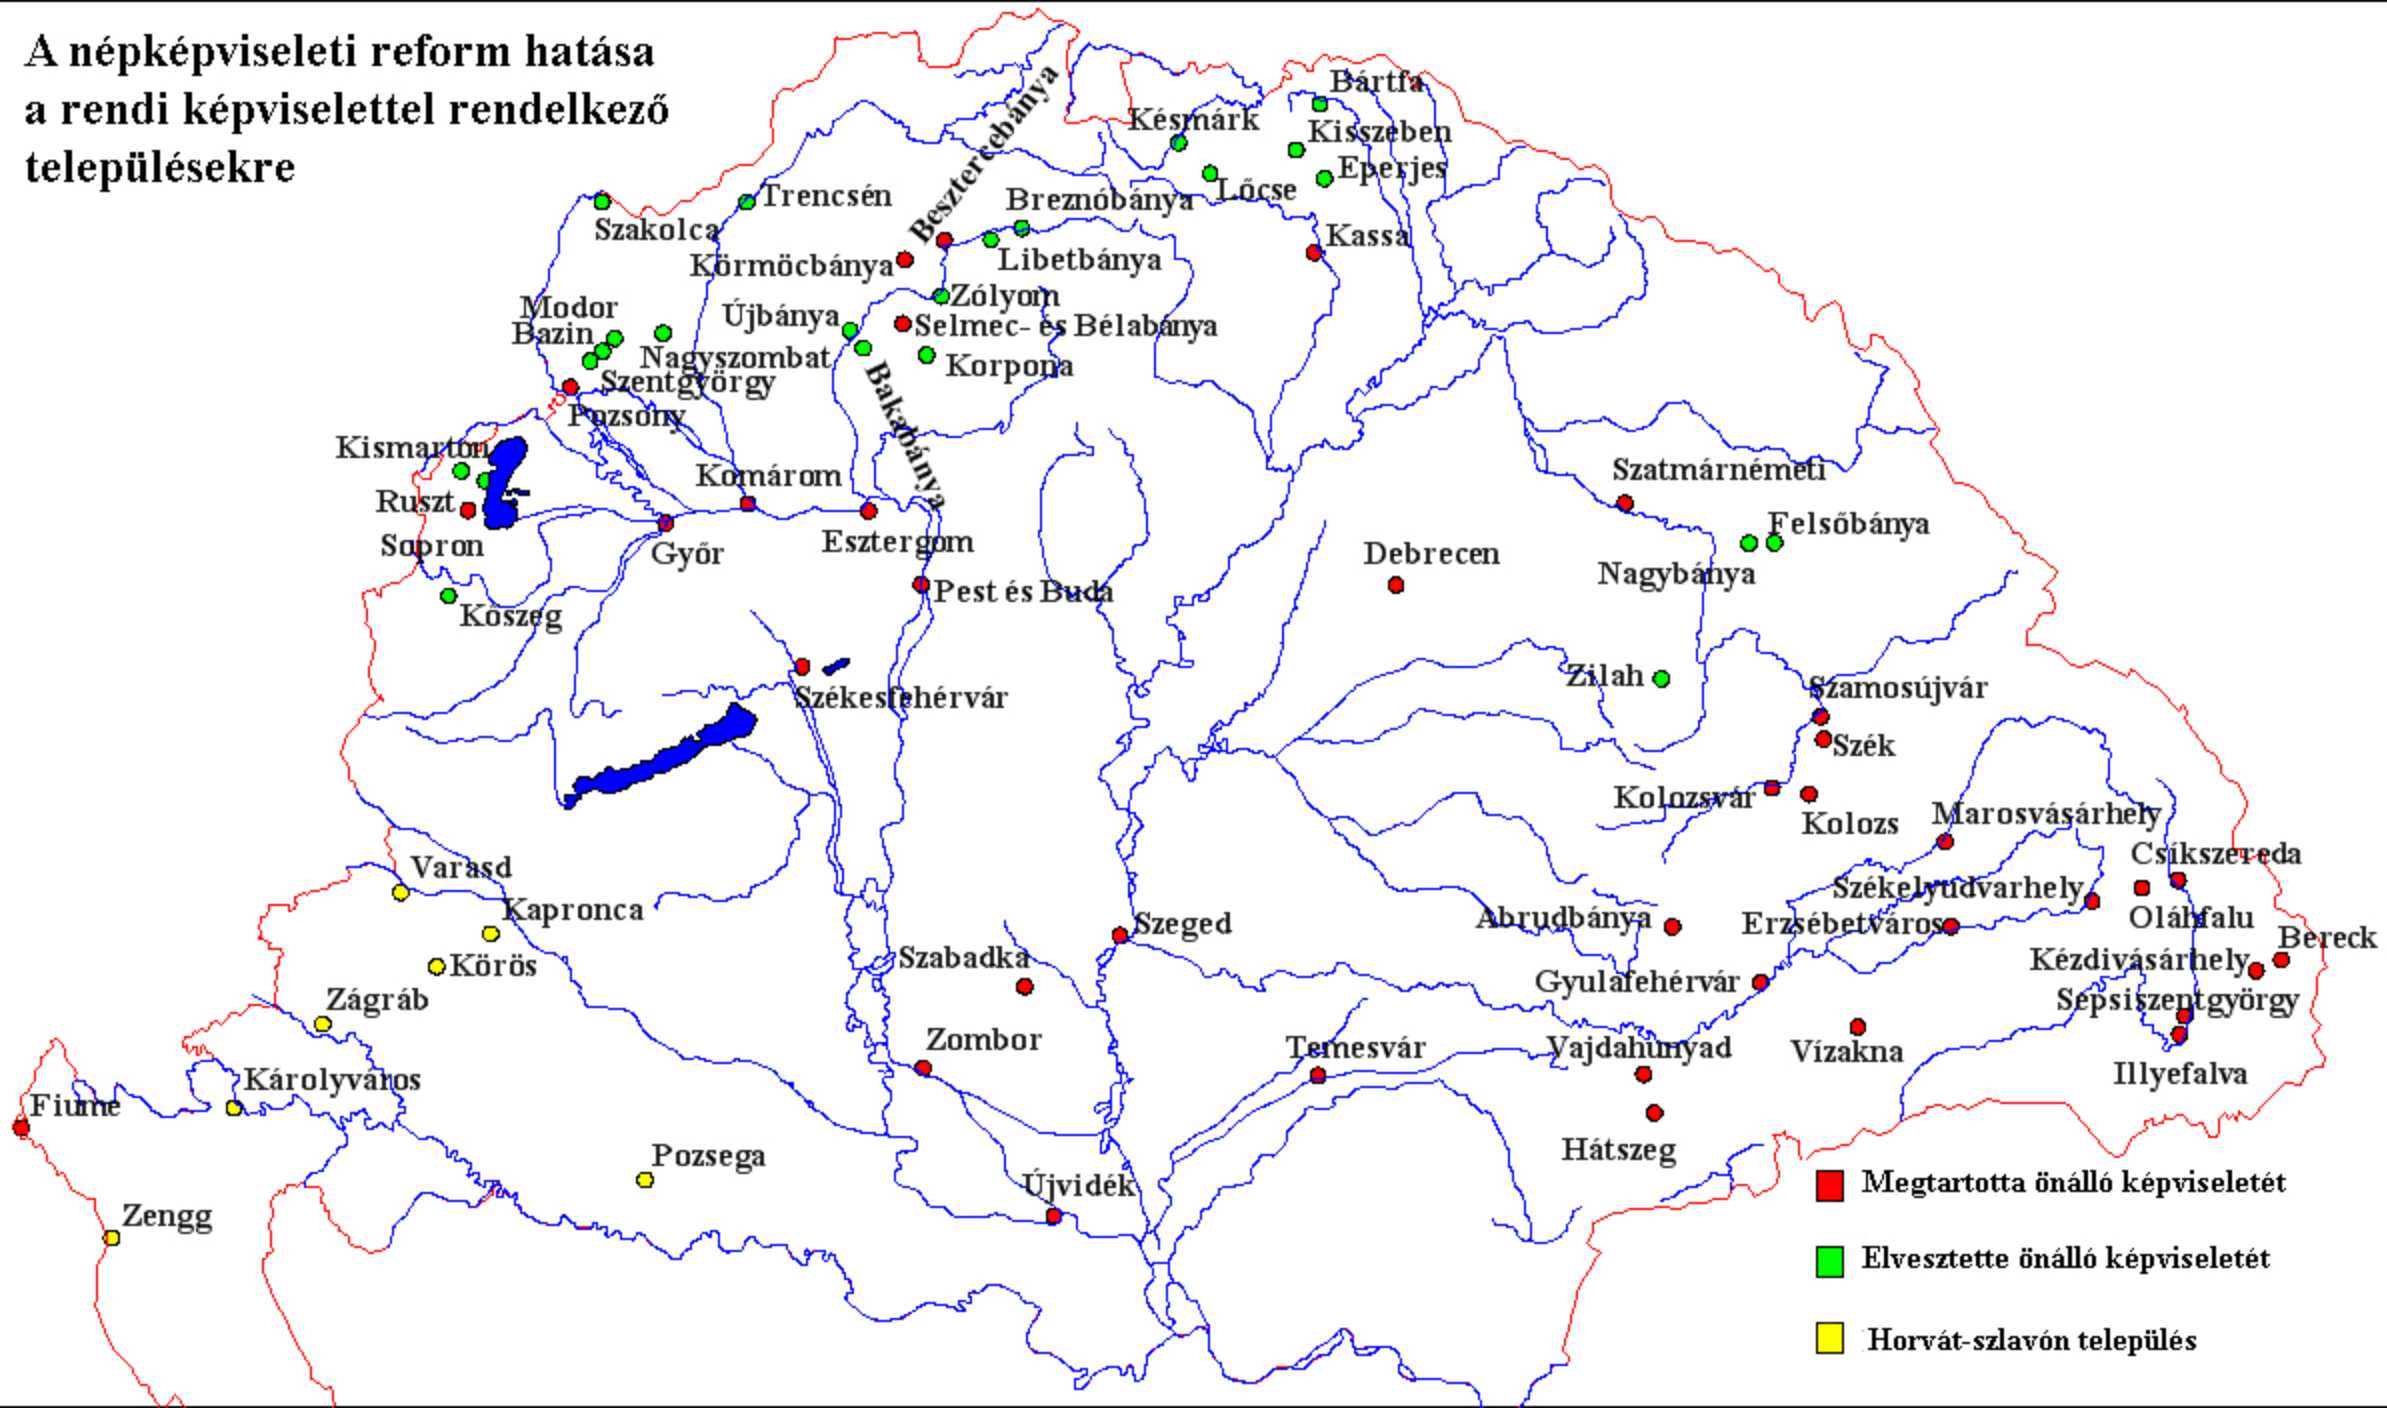 A népképviseleti reform hatása
a rendi képviselettel rendelkező
településekre
Bártfa
Késmárk
Kisszeben
Eperjes
Lőcse
Besztercebánya
Trencsén
Breznóbánya
Szakolca
Kassa
Körmöcbánya
Libetbánya
Zólyom
Modor
Újbánya
Selmec- és Bélabánya
Bazin
Nagyszombat
Korpona
Szentgyörgy
Pozsony
Bakabánya
Kismarton
Komárom
Szatmárnémeti
Ruszt
Felsőbánya
Sopron
Győr
Esztergom
Debrecen
Nagybánya
Pest és Buda
Kőszeg
Zilah
Szamosújvár
Székesfehérvár
Szék
Kolozsvár
Kolozs
Marosvásárhely
Csíkszereda
Varasd
Székelyudvarhely
Kapronca
Abrudbánya
Erzsébetváros
Oláhfalu
Szeged
Bereck
Szabadka
Körös
Kézdivásárhely
Gyulafehérvár
Zágráb
Sepsiszentgyörgy
Zombor
Temesvár
Vajdahunyad
Vízakna
Károlyváros
Illyefalva
Fiume
Hátszeg
Pozsega
Újvidék
Zengg
Megtartotta önálló képviseletét
Elvesztette önálló képviseletét
Horvát-szlavón település